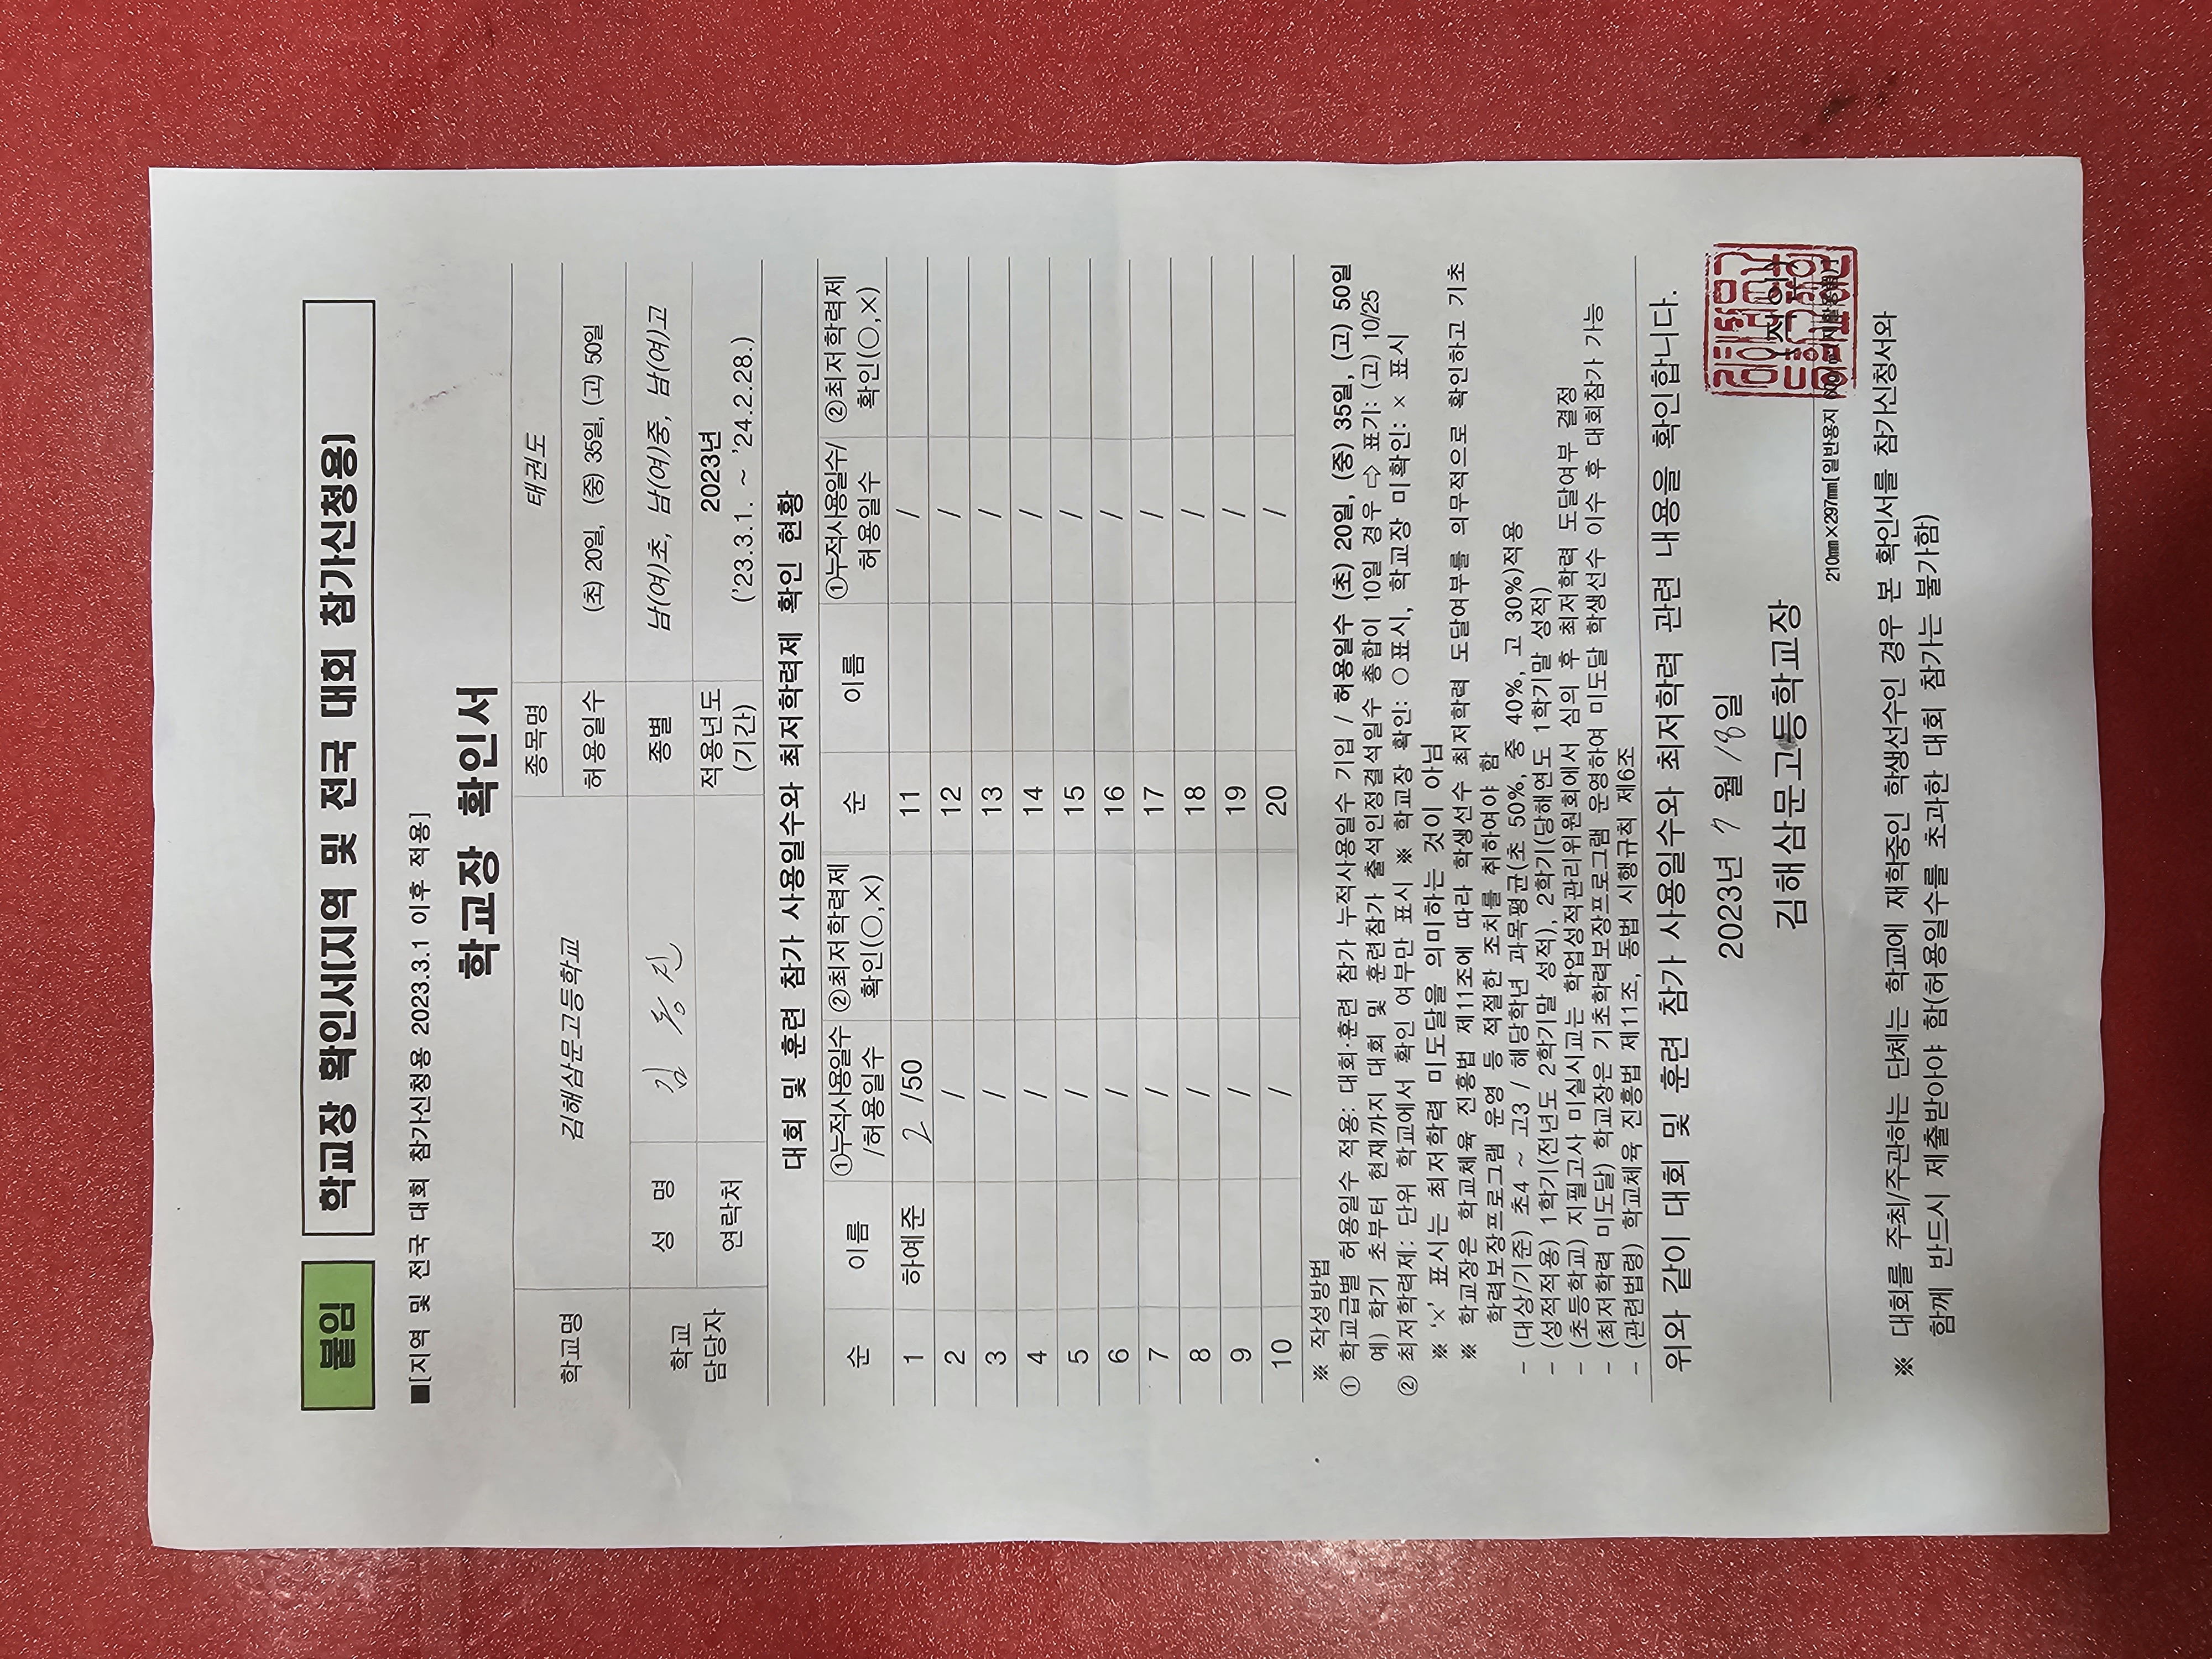 붙임 학교장 확인서(지역 및 전국 대회 참가신청용)
■[지역 및 전국 대회 참가신청용 2023.3.1 이후 적용]
학교장 확인서
학교명 김해삼문고등학교 종목명 태권도
허용일수 (초) 20일, (중) 35일, (고) 50일
학교 담당자 성 명 김 동 진 종별 남(여)초, 남(여)중, 남(여)고
연락처 적용년도 (기간) 2023년 ('23.3.1. ~ '24.2.28.)
대회 및 훈련 참가 사용일수와 최저학력제 확인 현황
순 이름 ①누적사용일수 /허용일수 ②최저학력제 확인(○,×) 순 이름 ①누적사용일수/ 허용일수 ②최저학력제 확인(○,×)
1 하예준 2 /50 11 /
2 / 12 /
3 / 13 /
4 / 14 /
5 / 15 /
6 / 16 /
7 / 17 /
8 / 18 /
9 / 19 /
10 / 20 /
※ 작성방법
① 학교급별 허용일수 적용: 대회·훈련 참가 누적사용일수 기입 / 허용일수 (초) 20일, (중) 35일, (고) 50일
예) 학기 초부터 현재까지 대회 및 훈련참가 출석인정결석일수 총합이 10일 경우 ⇨ 표기: (고) 10/25
② 최저학력제: 단위 학교에서 확인 여부만 표시 ※ 학교장 확인: ○표시, 학교장 미확인: × 표시
※ '×' 표시는 최저학력 미도달을 의미하는 것이 아님
※ 학교장은 학교체육 진흥법 제11조에 따라 학생선수 최저학력 도달여부를 의무적으로 확인하고 기초
학력보장프로그램 운영 등 적절한 조치를 취하여야 함
- (대상/기준) 초4 ~ 고3 / 해당학년 과목평균(초 50%, 중 40%, 고 30%)적용
- (성적적용) 1학기(전년도 2학기말 성적), 2학기(당해연도 1학기말 성적)
- (초등학교) 지필고사 미실시교는 학업성적관리위원회에서 심의 후 최저학력 도달여부 결정
- (최저학력 미도달) 학교장은 기초학력보장프로그램 운영하여 미도달 학생선수 이수 후 대회참가 가능
- (관련법령) 학교체육 진흥법 제11조, 동법 시행규칙 제6조
위와 같이 대회 및 훈련 참가 사용일수와 최저학력 관련 내용을 확인합니다.
2023년 7 월 18일
김해삼문고등학교장
210㎜×297㎜[일반용지
※ 대회를 주최/주관하는 단체는 학교에 재학중인 학생선수인 경우 본 확인서를 참가신청서와
함께 반드시 제출받아야 함(허용일수를 초과한 대회 참가는 불가함)